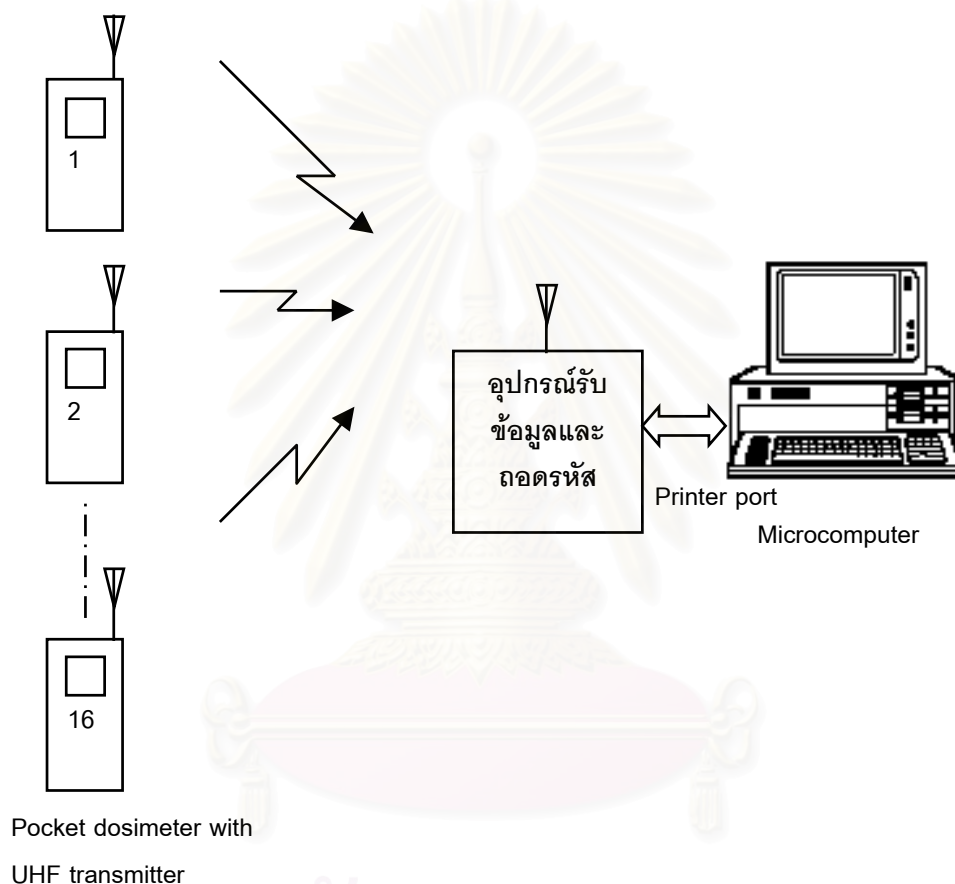 1
2
อุปกรณ์รับ
ข้อมูลและ
ถอดรหัส
Printer port
Microcomputer
16
Pocket dosimeter with
UHF transmitter